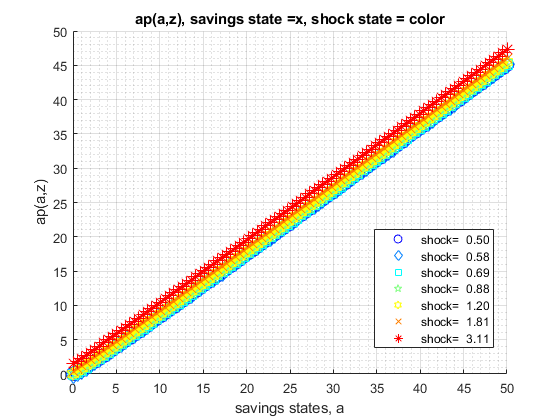 ap(a,z), savings state =x, shock state = color
50
45
40
35
30
25
20
15
10
5
0
ap(a,z)
0 5 10 15 20 25 30 35 40 45 50
savings states, a
shock= 0.50
shock= 0.58
shock= 0.69
shock= 0.88
shock= 1.20
shock= 1.81
shock= 3.11